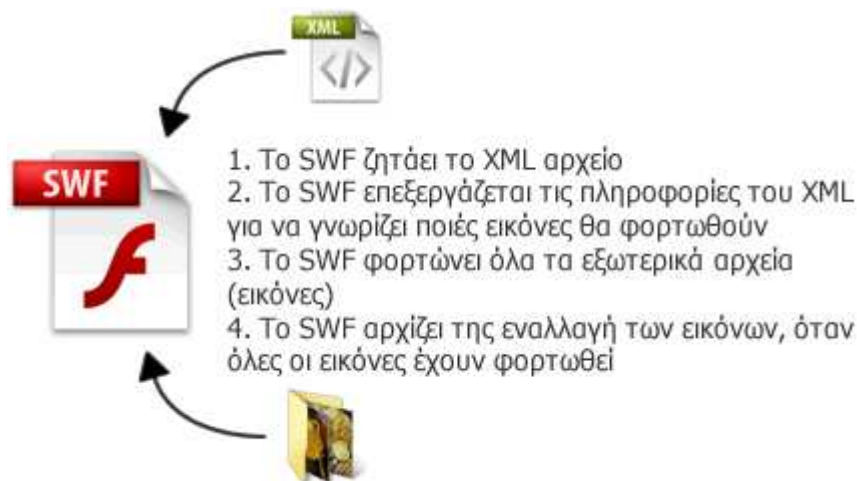 XML
</>
SWF
1. Το SWF ζητάει το XML αρχείο
2. Το SWF επεξεργάζεται τις πληροφορίες του XML
για να γνωρίζει ποιές εικόνες θα φορτωθούν
3. Το SWF φορτώνει όλα τα εξωτερικά αρχεία
(εικόνες)
4. Το SWF αρχίζει της εναλλαγή των εικόνων, όταν
όλες οι εικόνες έχουν φορτωθεί